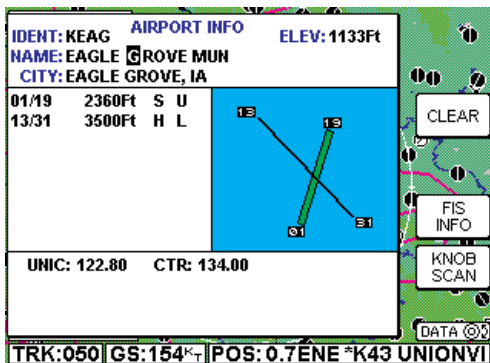 AIRPORT INFO
IDENT: KEAG ELEV: 1133Ft
NAME: EAGLE GROVE MUN
CITY: EAGLE GROVE, IA
01/19 2360Ft S U
13/31 3500Ft H L
13 19
01 31
UNIC: 122.80 CTR: 134.00
CLEAR
FIS
INFO
KNOB
SCAN
DATA
TRK:050 GS:154KT POS: 0.7ENE *K43 UNIONV/